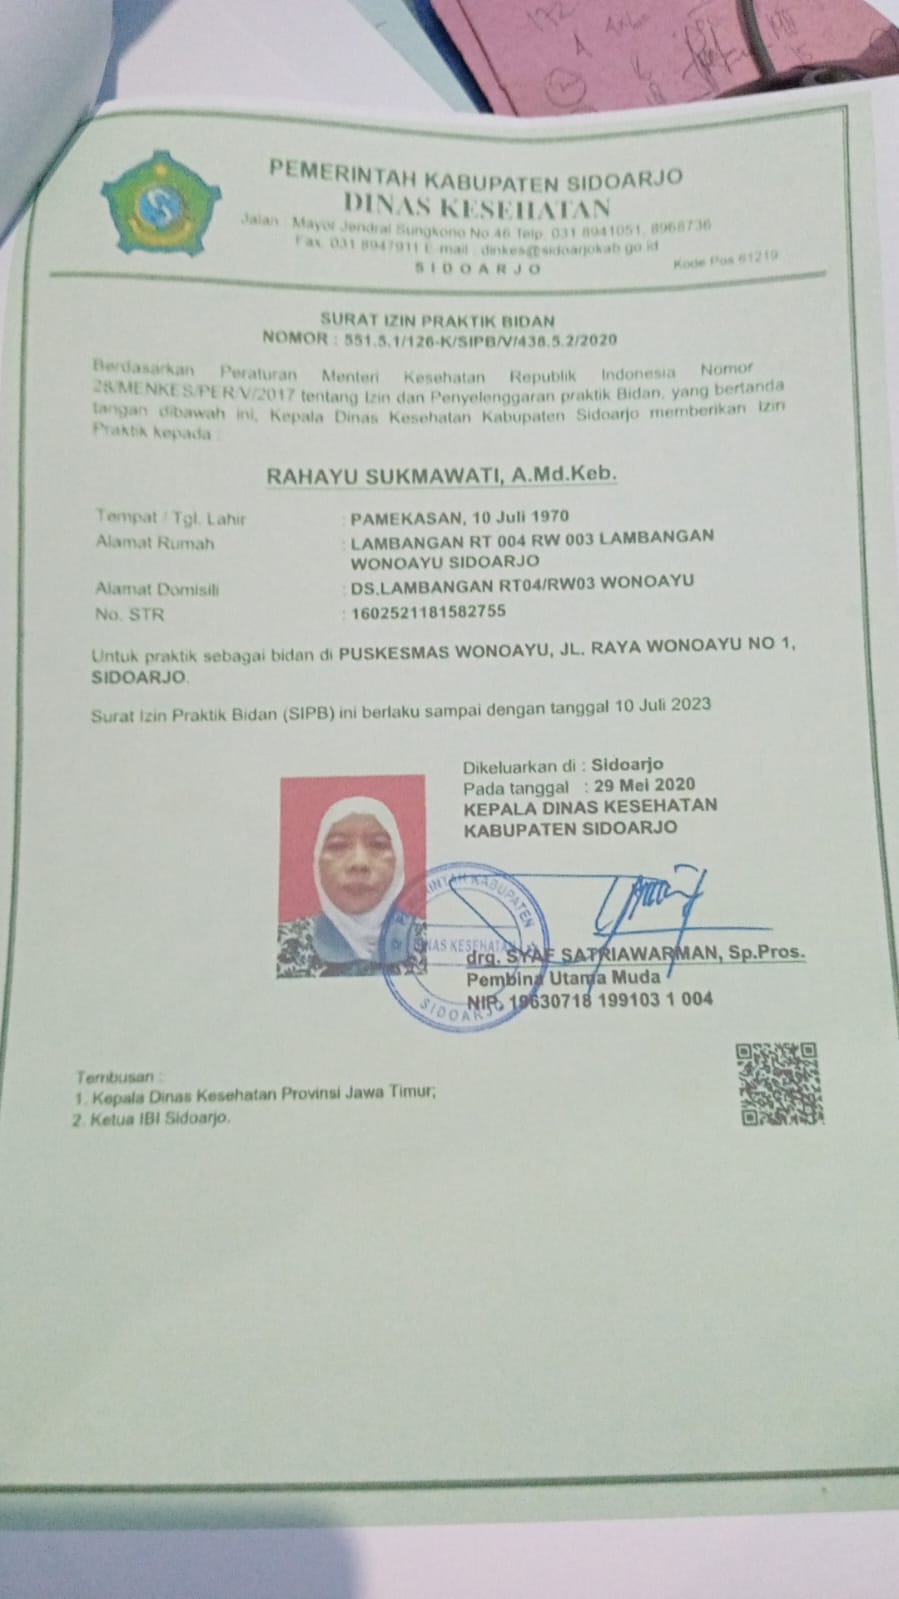 PEMERINTAH KABUPATEN SIDOARJO
DINAS KESEHATAN
Jalan : Mayor Jendral Sungkono No.46 Telp. 031 8941051, 8968736
Fax. 031 8947911 E mail : dinkes@sidoarjokab.go.id
SIDOARJO
Kode Pos 61219
SURAT IZIN PRAKTIK BIDAN
NOMOR : 551.5.1/126-K/SIPB/V/438.5.2/2020
Berdasarkan Peraturan Menteri Kesehatan Republik Indonesia Nomor
28/MENKES/PER/V/2017 tentang Izin dan Penyelenggaran praktik Bidan, yang bertanda
tangan dibawah ini, Kepala Dinas Kesehatan Kabupaten Sidoarjo memberikan Izin
Praktik kepada :
RAHAYU SUKMAWATI, A.Md.Keb.
Tempat / Tgl. Lahir : PAMEKASAN, 10 Juli 1970
Alamat Rumah : LAMBANGAN RT 004 RW 003 LAMBANGAN
WONOAYU SIDOARJO
Alamat Domisili : DS.LAMBANGAN RT04/RW03 WONOAYU
No. STR : 1602521181582755
Untuk praktik sebagai bidan di PUSKESMAS WONOAYU, JL. RAYA WONOAYU NO 1,
SIDOARJO.
Surat Izin Praktik Bidan (SIPB) ini berlaku sampai dengan tanggal 10 Juli 2023
Dikeluarkan di : Sidoarjo
Pada tanggal : 29 Mei 2020
KEPALA DINAS KESEHATAN
KABUPATEN SIDOARJO
drg. SYAF SATRIAWARMAN, Sp.Pros.
Pembina Utama Muda
NIP. 19630718 199103 1 004
KABUPATEN
DINAS KESEHATAN
SIDOARJO
Tembusan :
1. Kepala Dinas Kesehatan Provinsi Jawa Timur;
2. Ketua IBI Sidoarjo.